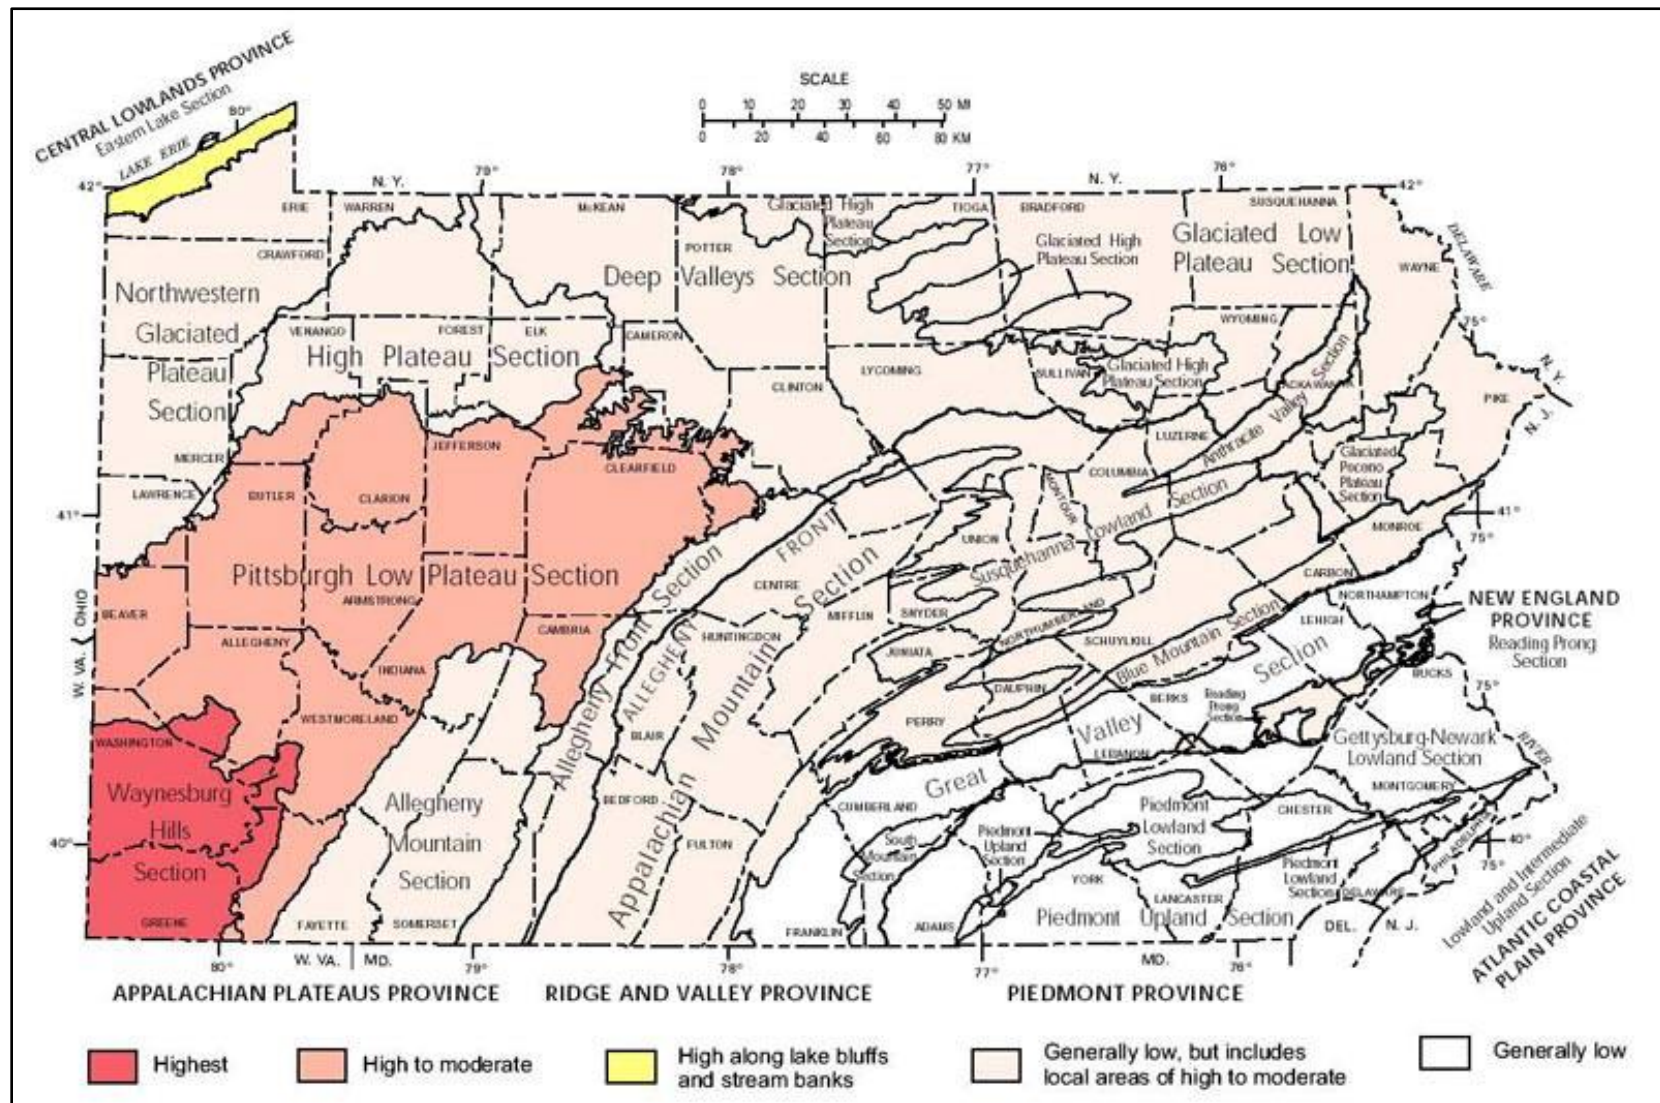 CENTRAL LOWLANDS PROVINCE
Eastern Lake Section
LAKE ERIE
80°
SCALE
0 10 20 30 40 50 MI
0 20 40 60 80 KM
42°
N. Y.
79°
78°
77°
N. Y.
76°
42°
ERIE
WARREN
McKEAN
POTTER
Glaciated High
Plateau
Section
TIOGA
BRADFORD
SUSQUEHANNA
Glaciated High
Plateau Section
Glaciated Low
Plateau Section
WAYNE
DELAWARE
CRAWFORD
Northwestern
Glaciated
Plateau
Section
Deep Valleys Section
VENANGO
FOREST
ELK
CAMERON
High Plateau Section
CLINTON
LYCOMING
SULLIVAN
WYOMING
Glaciated High
Plateau Section
75°
N. Y.
N. J.
PIKE
MERCER
LAWRENCE
BUTLER
CLARION
JEFFERSON
CLEARFIELD
LUZERNE
Anthracite Valley Section
COLUMBIA
MONTOUR
Glaciated
Pocono
Plateau
Section
41°
MONROE
41°
75°
Pittsburgh Low Plateau Section
ARMSTRONG
BEAVER
ALLEGHENY
INDIANA
CAMBRIA
WESTMORELAND
W. VA. OHIO
Allegheny Front Section
ALLEGHENY FRONT
CENTRE
UNION
Susquehanna Lowland Section
MIFFLIN
SNYDER
HUNTINGDON
JUNIATA
NORTHUMBERLAND
SCHUYLKILL
CARBON
NORTHAMPTON
LEHIGH
NEW ENGLAND
PROVINCE
Reading Prong
Section
Blue Mountain Section
DAUPHIN
PERRY
BERKS
Reading
Prong
Section
BUCKS
75°
RIVER
Appalachian Mountain Section
BLAIR
BEDFORD
FULTON
Great Valley Section
LEBANON
CUMBERLAND
Gettysburg-Newark
Lowland Section
MONTGOMERY
WASHINGTON
Waynesburg
Hills
Section
GREENE
40°
Allegheny
Mountain
Section
FAYETTE
SOMERSET
South
Mountain
Section
Piedmont
Upland
Section
Piedmont
Lowland
Section
CHESTER
Piedmont
Lowland
Section
PHILADELPHIA
40°
75°
DELAWARE
YORK
LANCASTER
FRANKLIN
ADAMS
Piedmont Upland Section
DEL.
N. J.
Lowland and Intermediate
Upland Section
ATLANTIC COASTAL
PLAIN PROVINCE
80°
W. VA.
MD.
79°
78°
77°
MD.
76°
APPALACHIAN PLATEAUS PROVINCE
RIDGE AND VALLEY PROVINCE
PIEDMONT PROVINCE
Highest
High to moderate
High along lake bluffs
and stream banks
Generally low, but includes
local areas of high to moderate
Generally low